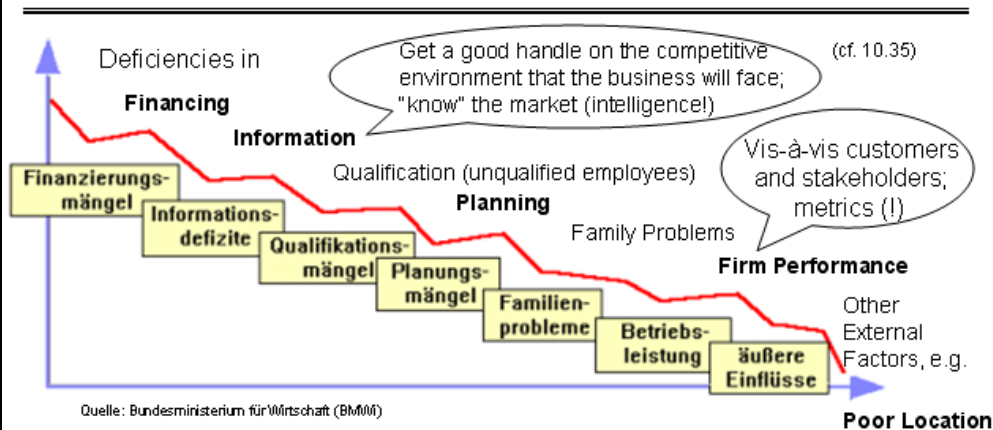 Deficiencies in
Get a good handle on the competitive
environment that the business will face;
"know" the market (intelligence!)
(cf. 10.35)
Financing
Information
Vis-à-vis customers
and stakeholders;
metrics (!)
Qualification (unqualified employees)
Planning
Family Problems
Firm Performance
Other
External
Factors, e.g.
Poor Location
Finanzierungs-
mängel
Informations-
defizite
Qualifikations-
mängel
Planungs-
mängel
Familien-
probleme
Betriebs-
leistung
äußere
Einflüsse
Quelle: Bundesministerium für Wirtschaft (BMWi)